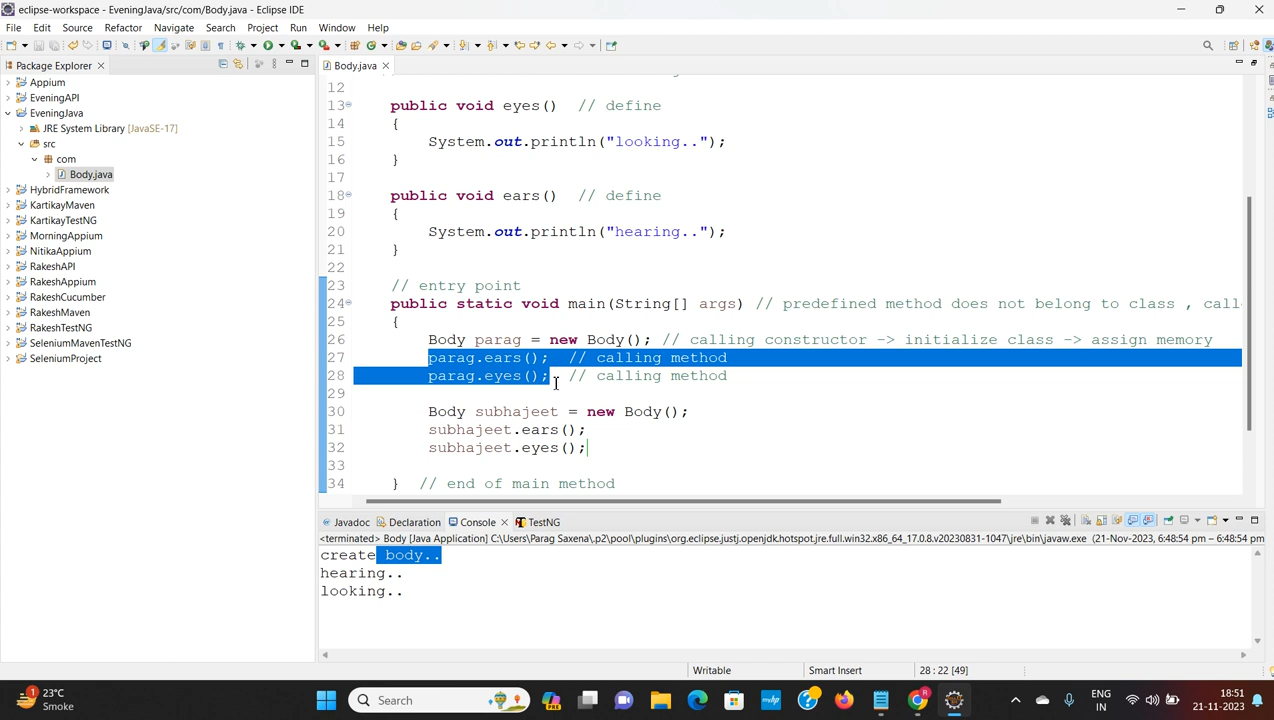 eclipse-workspace - EveningJava/src/com/Body.java - Eclipse IDE
File Edit Source Refactor Navigate Search Project Run Window Help
Package Explorer
Appium
EveningAPI
EveningJava
JRE System Library [JavaSE-17]
src
com
Body.java
HybridFramework
KartikayMaven
KartikayTestNG
MorningAppium
NitikaAppium
RakeshAPI
RakeshAppium
RakeshCucumber
RakeshMaven
RakeshTestNG
SeleniumMavenTestNG
SeleniumProject
Body.java
12
13 public void eyes() // define
14 {
15 System.out.println("looking..");
16 }
17
18 public void ears() // define
19 {
20 System.out.println("hearing..");
21 }
22
23 // entry point
24 public static void main(String[] args) // predefined method does not belong to class , call
25 {
26 Body parag = new Body(); // calling constructor -> initialize class -> assign memory
27 parag.ears(); // calling method
28 parag.eyes(); // calling method
29
30 Body subhajeet = new Body();
31 subhajeet.ears();
32 subhajeet.eyes();
33
34 } // end of main method
Javadoc Declaration Console TestNG
<terminated> Body [Java Application] C:\Users\Parag Saxena\.p2\pool\plugins\org.eclipse.justj.openjdk.hotspot.jre.full.win32.x86_64_17.0.8.v20230831-1047\jre\bin\javaw.exe (21-Nov-2023, 6:48:54 pm – 6:48:54 pm)
create body..
hearing..
looking..
Writable Smart Insert 28 : 22 [49]
23°C
Smoke
Search
ENG
IN
18:51
21-11-2023